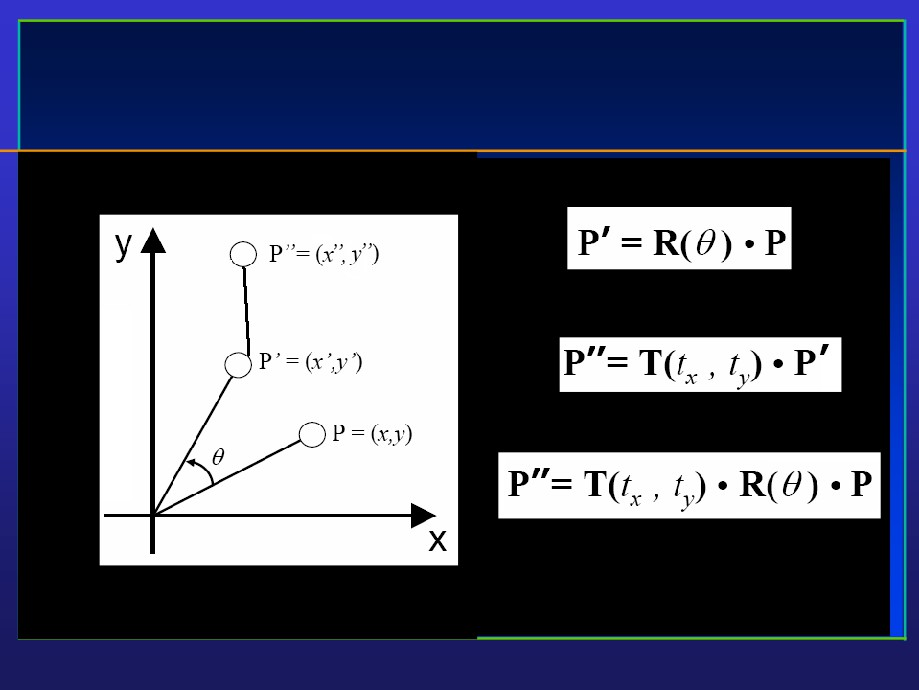 y
P’’= (x’’, y’’)
P’ = (x’,y’)
P = (x,y)
θ
x
P′ = R(θ) • P
P′′= T(tx , ty) • P′
P′′= T(tx , ty) • R(θ) • P